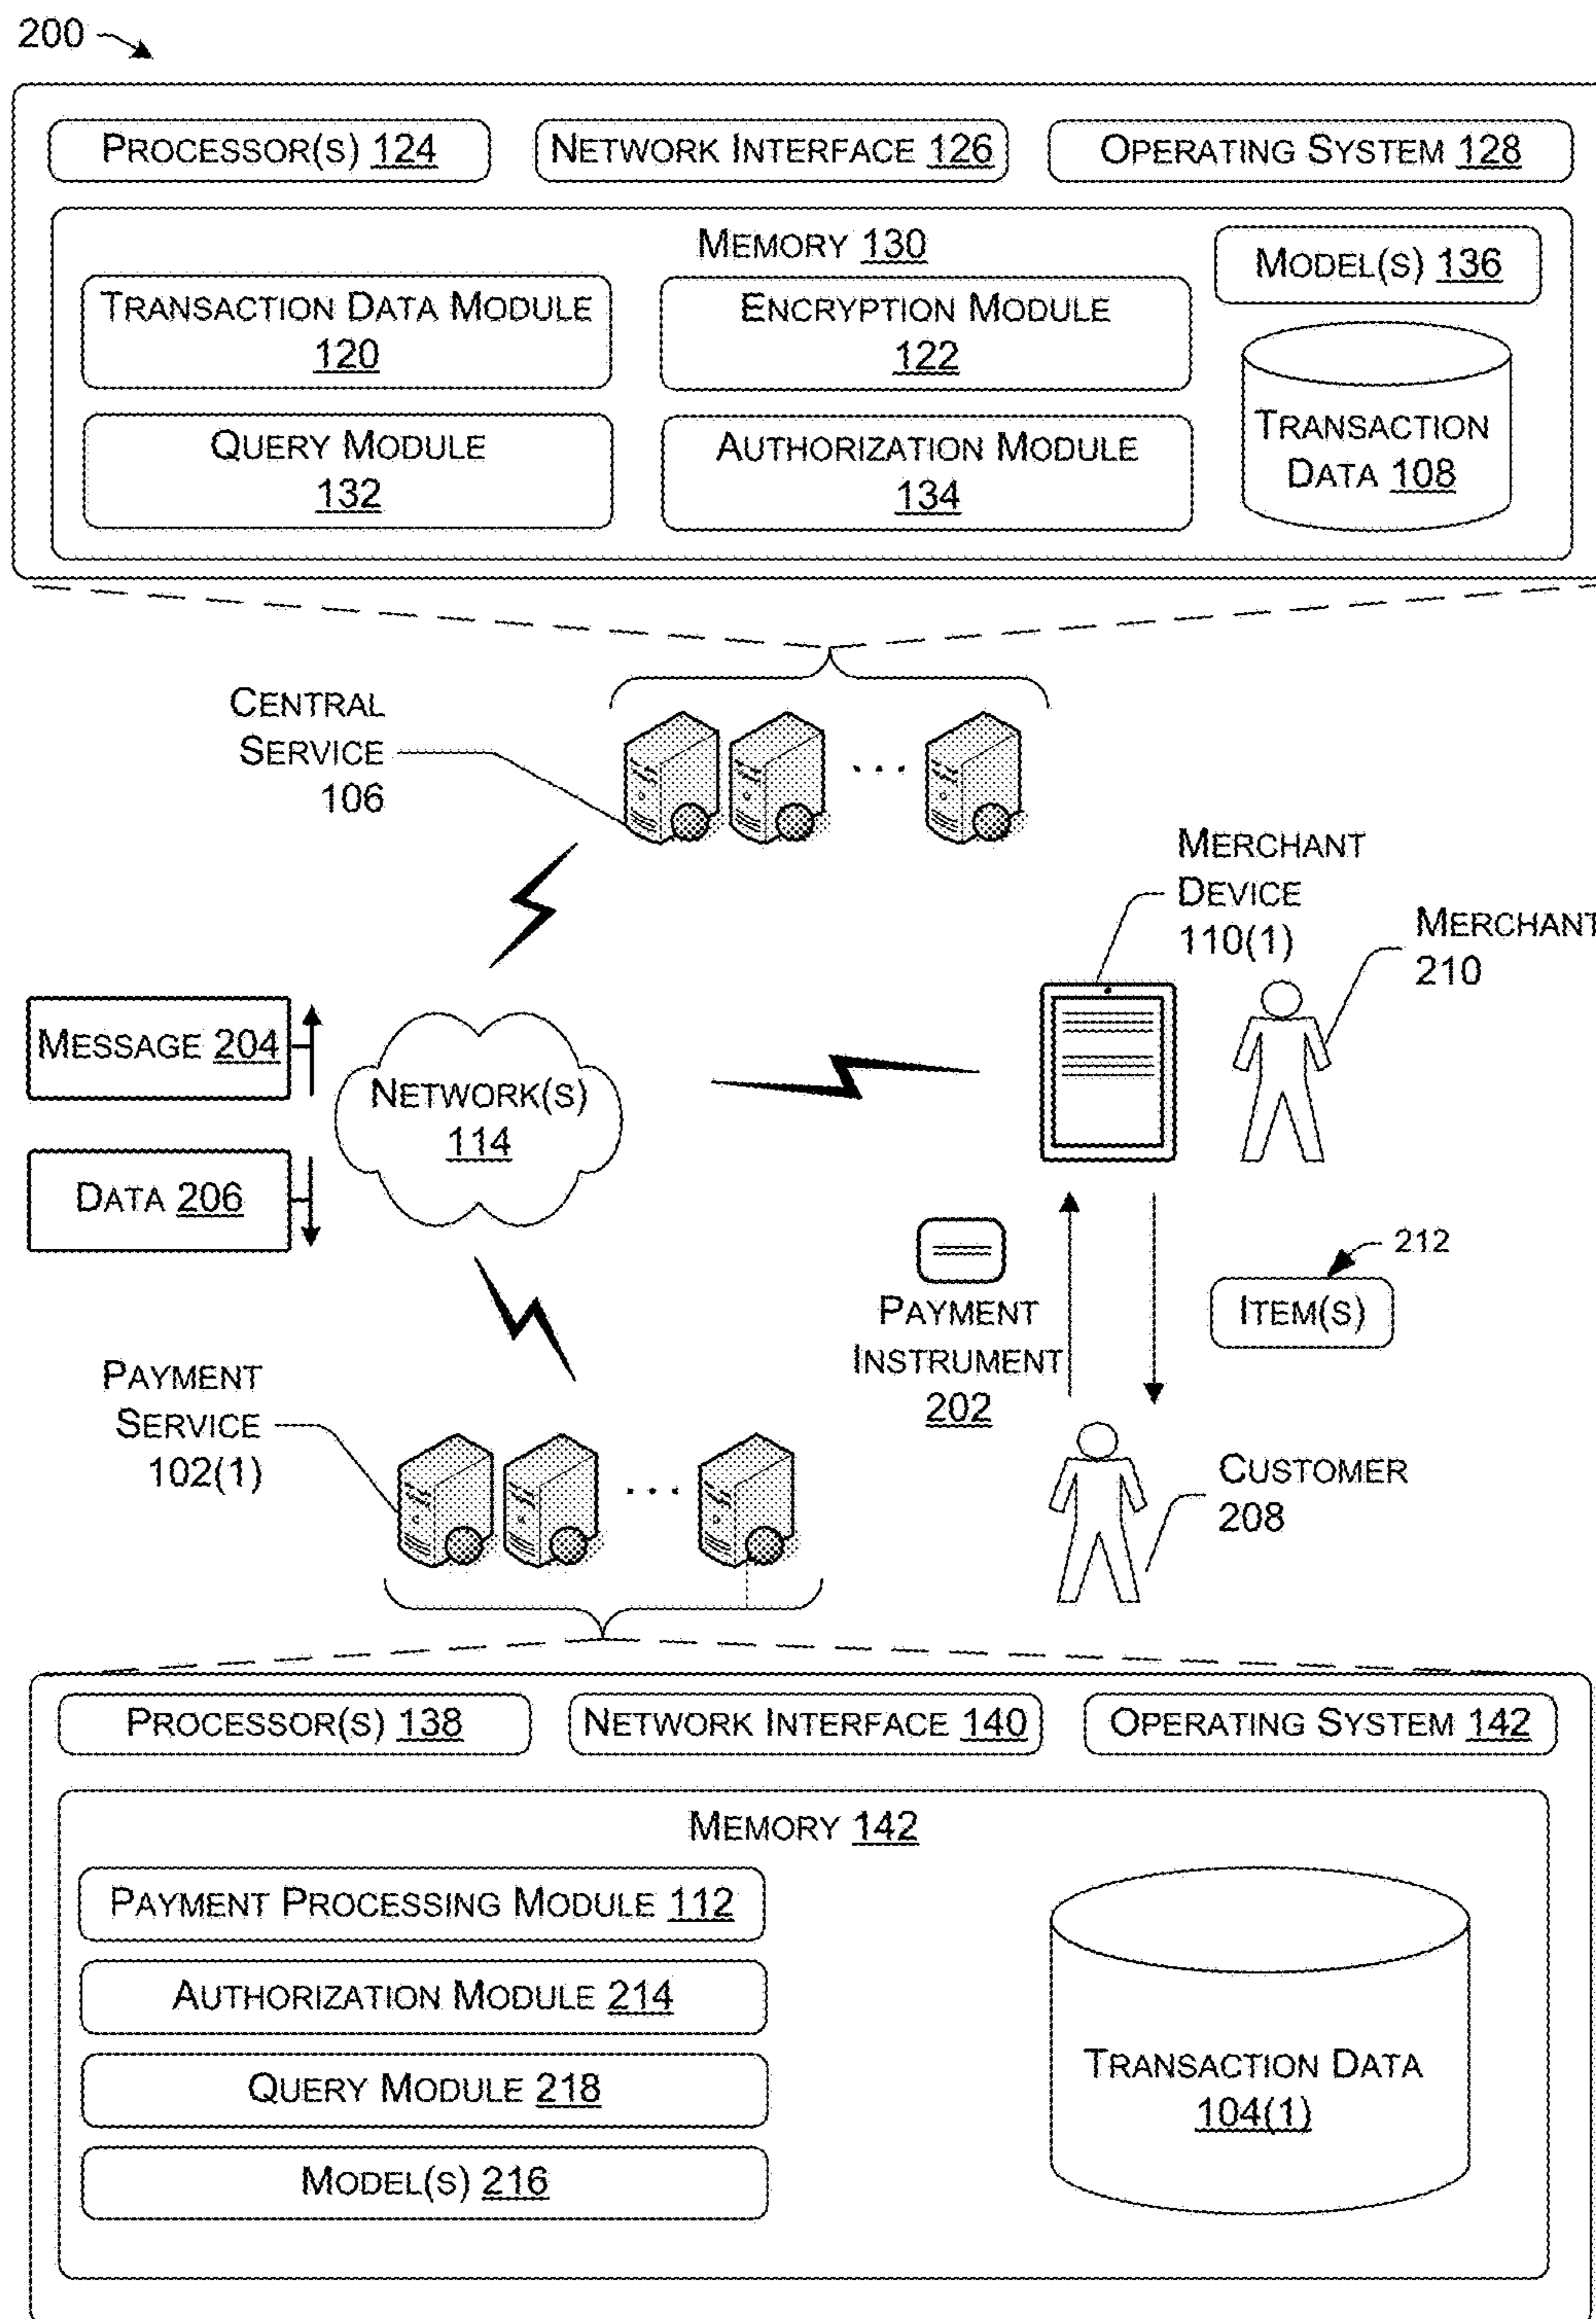 200
PROCESSOR(S) 124
NETWORK INTERFACE 126
OPERATING SYSTEM 128
MEMORY 130
MODEL(S) 136
TRANSACTION DATA MODULE
120
ENCRYPTION MODULE
122
QUERY MODULE
132
AUTHORIZATION MODULE
134
TRANSACTION
DATA 108
CENTRAL
SERVICE
106
MERCHANT
DEVICE
110(1)
MERCHANT
210
MESSAGE 204
NETWORK(S)
114
DATA 206
212
ITEM(S)
PAYMENT
INSTRUMENT
202
PAYMENT
SERVICE
102(1)
CUSTOMER
208
PROCESSOR(S) 138
NETWORK INTERFACE 140
OPERATING SYSTEM 142
MEMORY 142
PAYMENT PROCESSING MODULE 112
AUTHORIZATION MODULE 214
QUERY MODULE 218
MODEL(S) 216
TRANSACTION DATA
104(1)